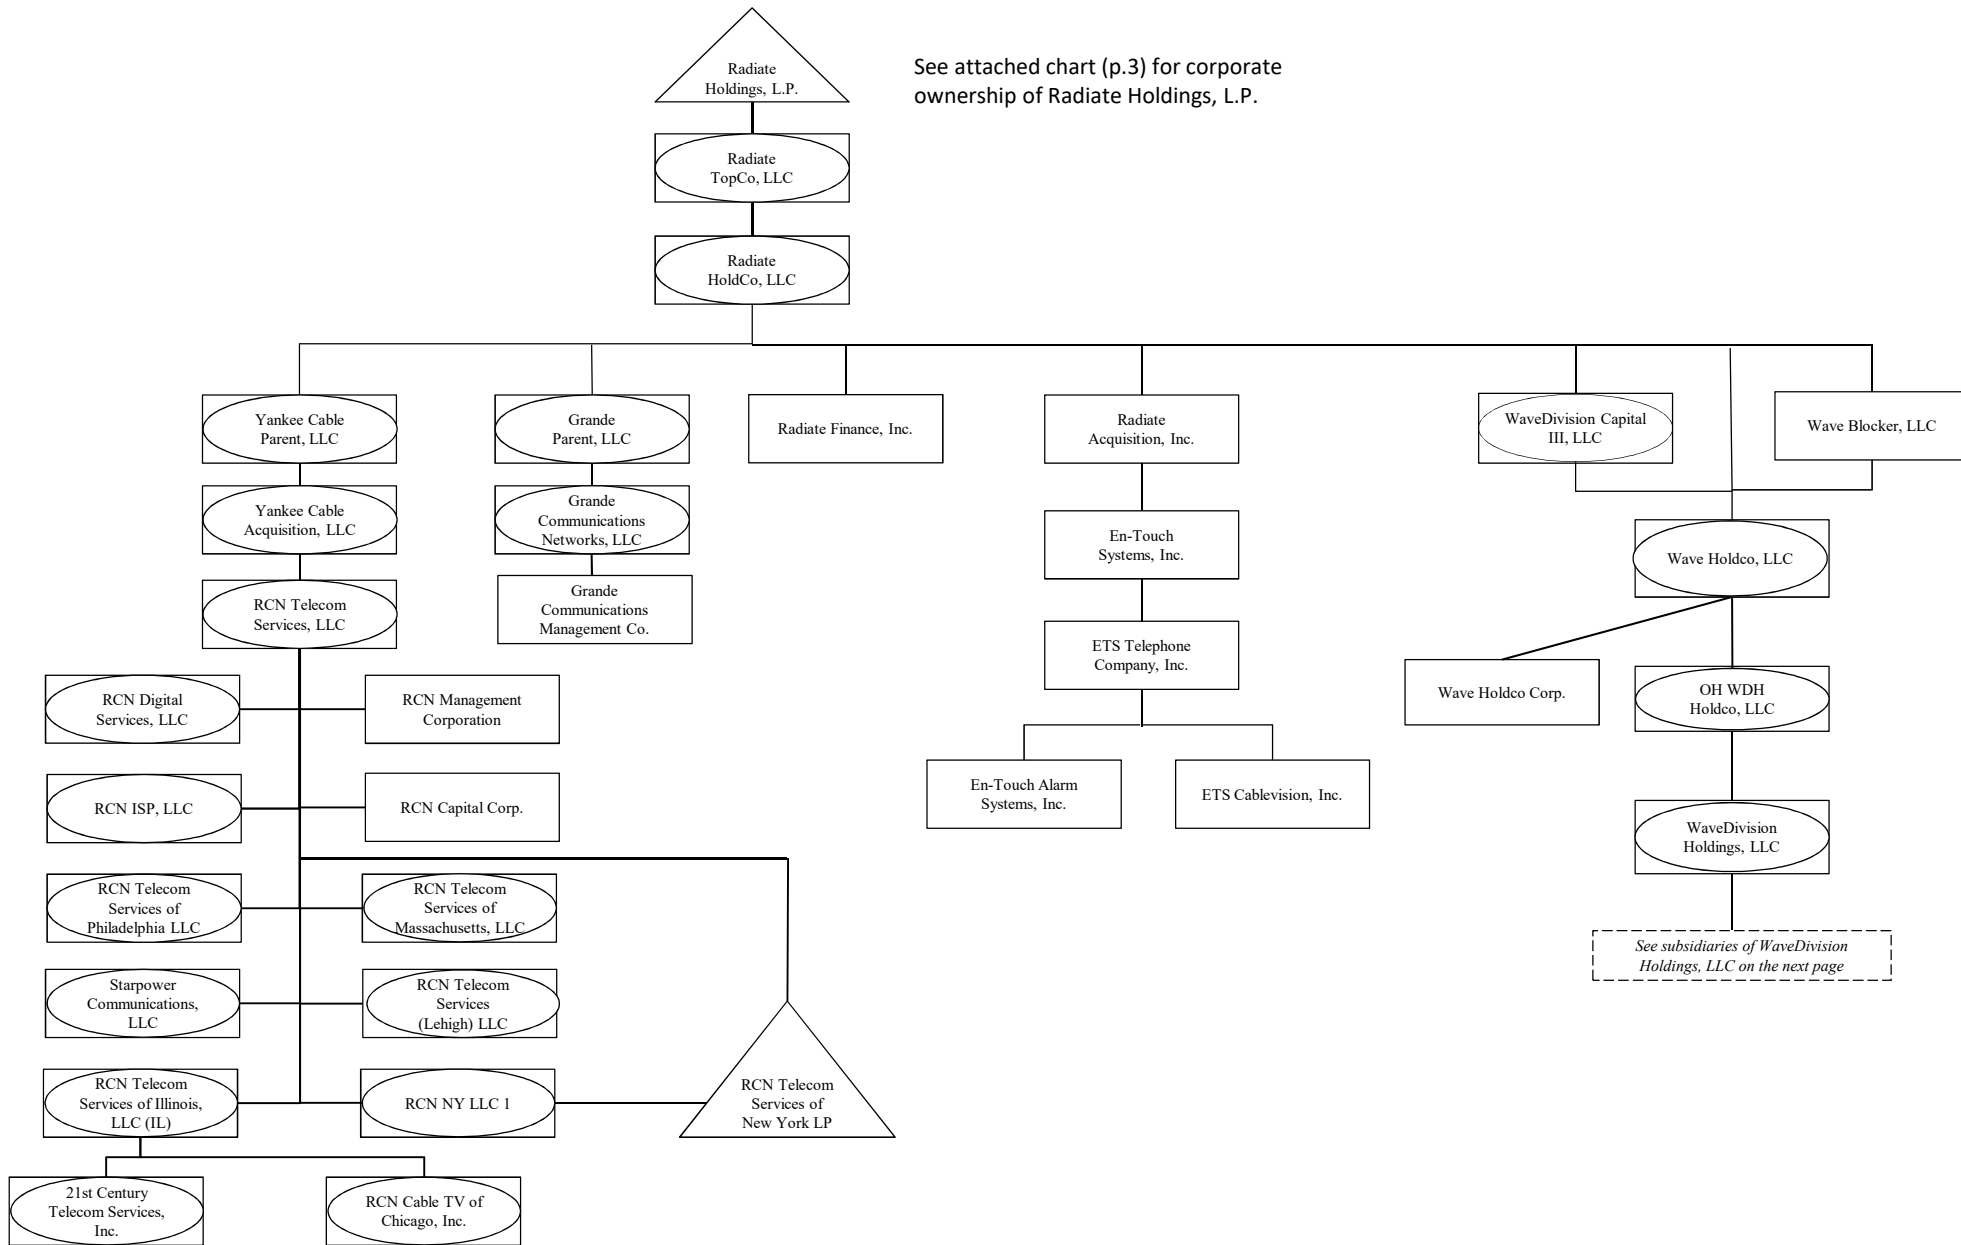 Radiate
Holdings, L.P.
See attached chart (p.3) for corporate
ownership of Radiate Holdings, L.P.
Radiate
TopCo, LLC
Radiate
HoldCo, LLC
Yankee Cable
Parent, LLC
Grande
Parent, LLC
Radiate Finance, Inc.
Radiate
Acquisition, Inc.
WaveDivision Capital
III, LLC
Wave Blocker, LLC
Yankee Cable
Acquisition, LLC
Grande
Communications
Networks, LLC
En-Touch
Systems, Inc.
Wave Holdco, LLC
RCN Telecom
Services, LLC
Grande
Communications
Management Co.
ETS Telephone
Company, Inc.
Wave Holdco Corp.
OH WDH
Holdco, LLC
RCN Digital
Services, LLC
RCN Management
Corporation
En-Touch Alarm
Systems, Inc.
ETS Cablevision, Inc.
RCN ISP, LLC
RCN Capital Corp.
WaveDivision
Holdings, LLC
RCN Telecom
Services of
Philadelphia LLC
RCN Telecom
Services of
Massachusetts, LLC
See subsidiaries of WaveDivision
Holdings, LLC on the next page
Starpower
Communications,
LLC
RCN Telecom
Services
(Lehigh) LLC
RCN Telecom
Services of Illinois,
LLC (IL)
RCN NY LLC 1
RCN Telecom
Services of
New York LP
21st Century
Telecom Services,
Inc.
RCN Cable TV of
Chicago, Inc.